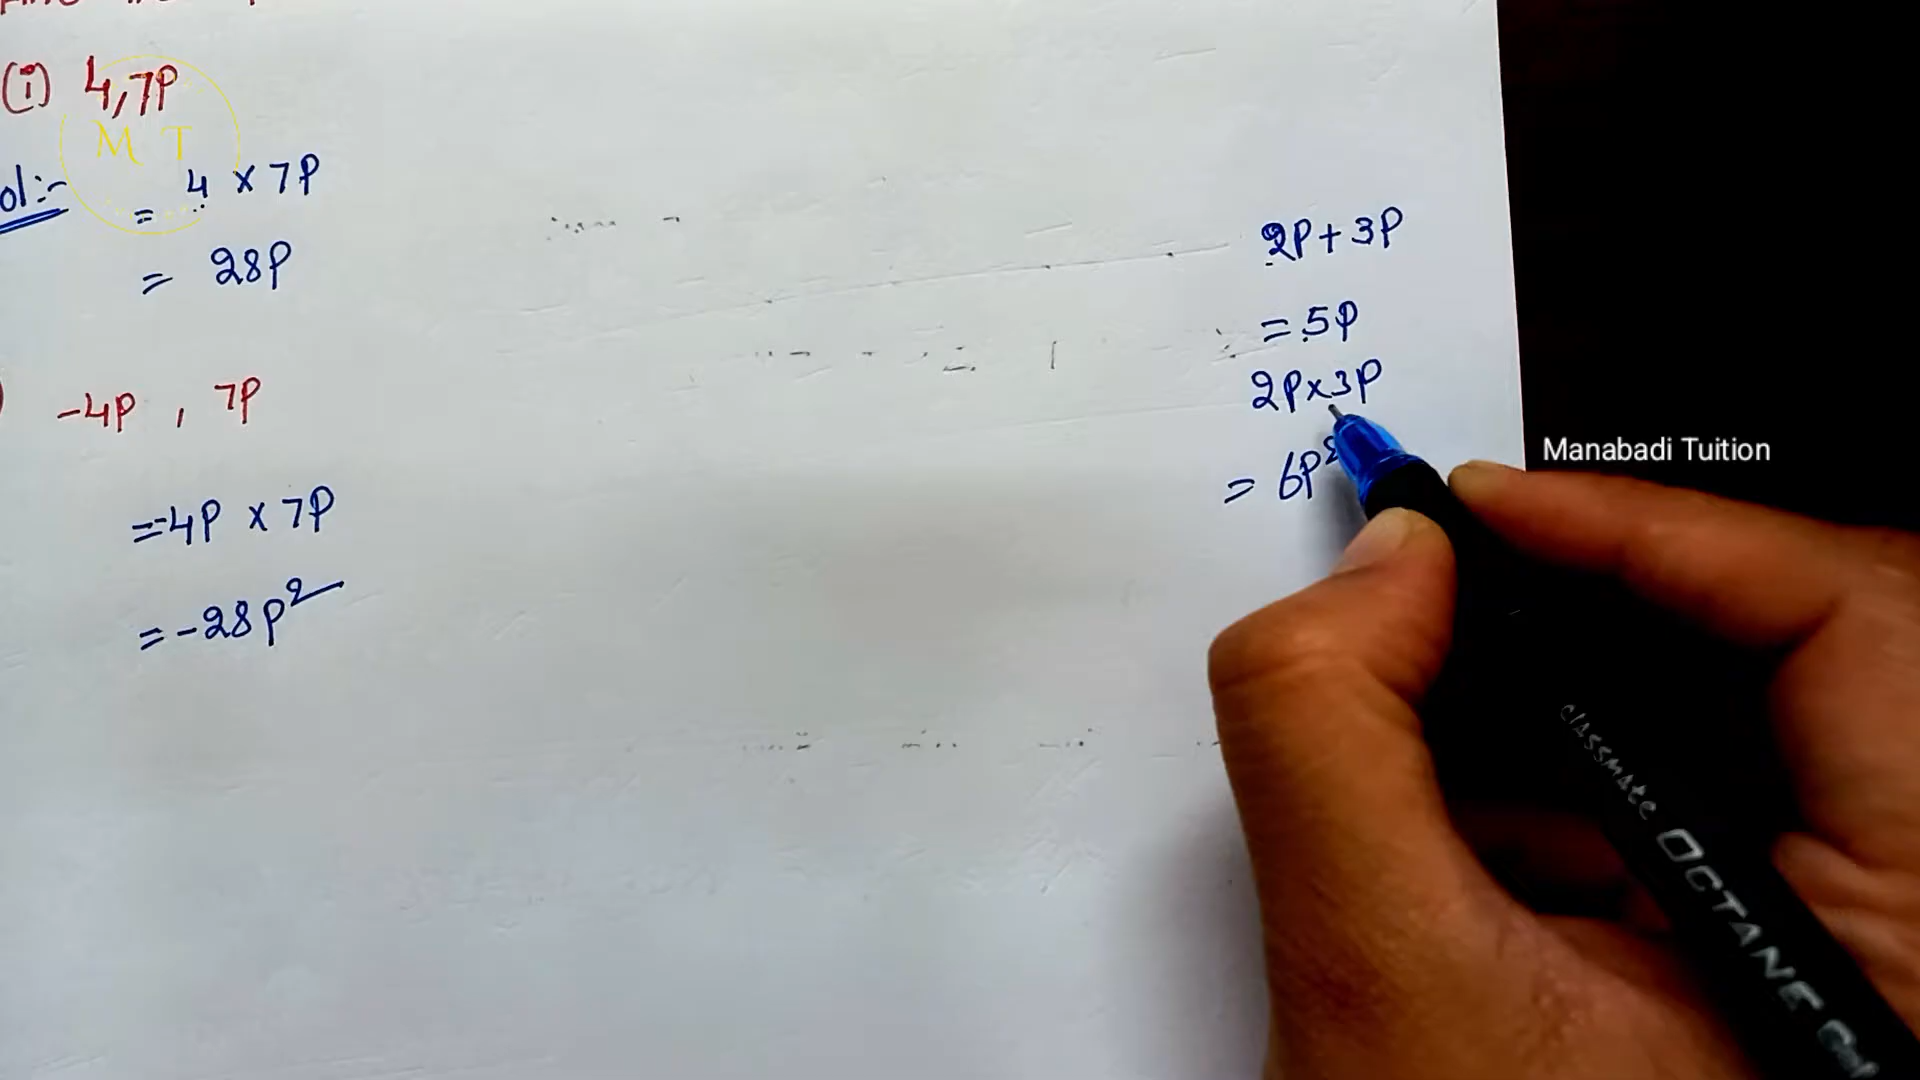 (i) 4,7P
M T
ol:-
= 4 × 7P
= 28P
) -4P , 7P
= -4P × 7P
= -28P²
2P+3P
= 5P
2P×3P
= 6P²
Manabadi Tuition
classmate OCTANE